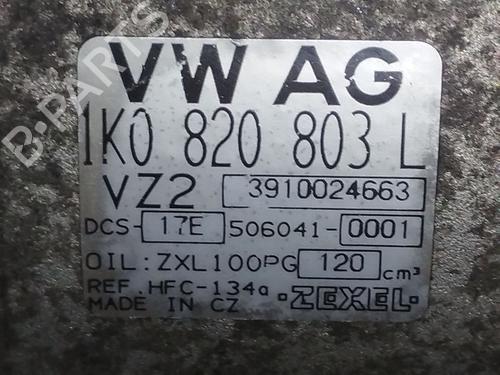 VW AG
1K0 820 803 L
VZ2 3910024663
DCS-17E 506041-0001
OIL:ZXL100PG 120 cm³
REF. HFC-134a
MADE IN CZ ·ZEXEL·
B-PARTS